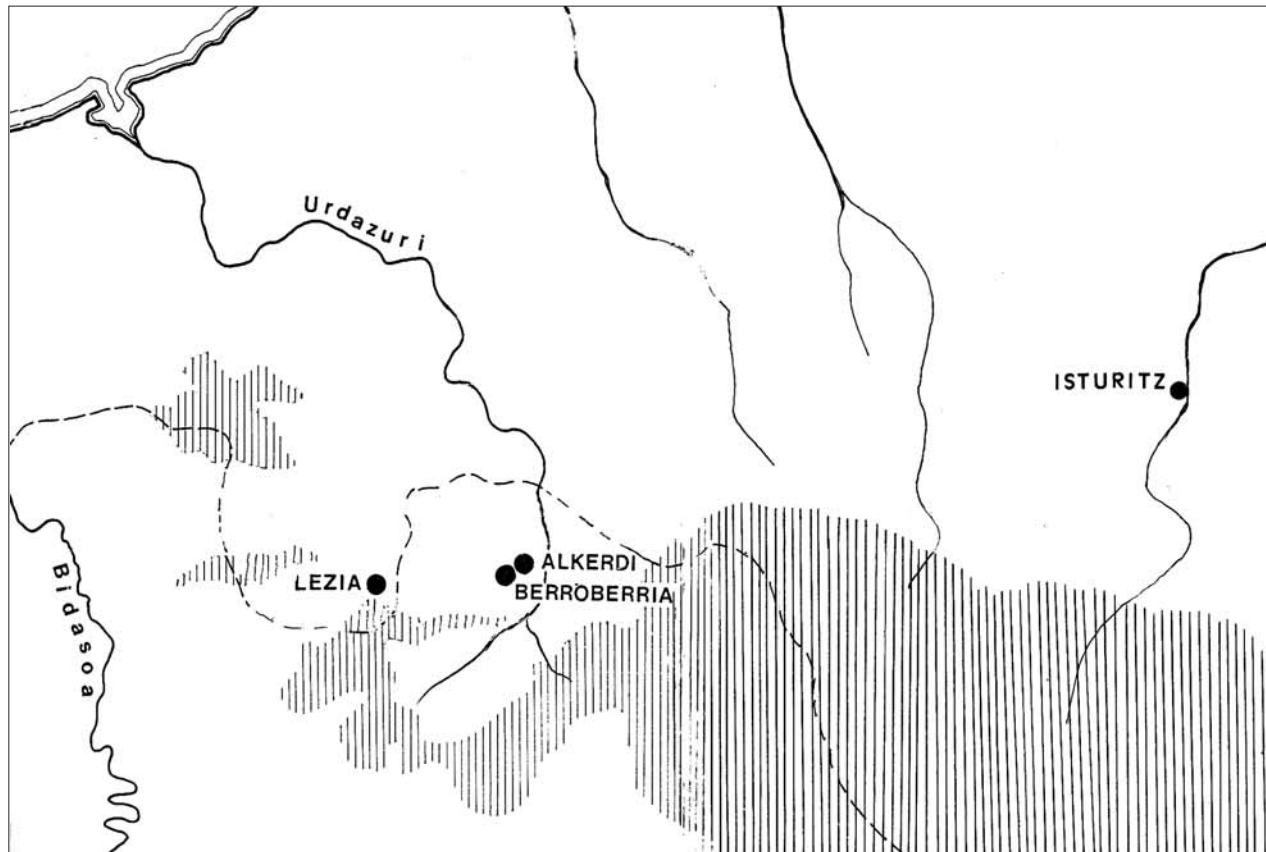 Urdazuri
ISTURITZ
ALKERDI
LEZIA
BERROBERRIA
Bidasoa